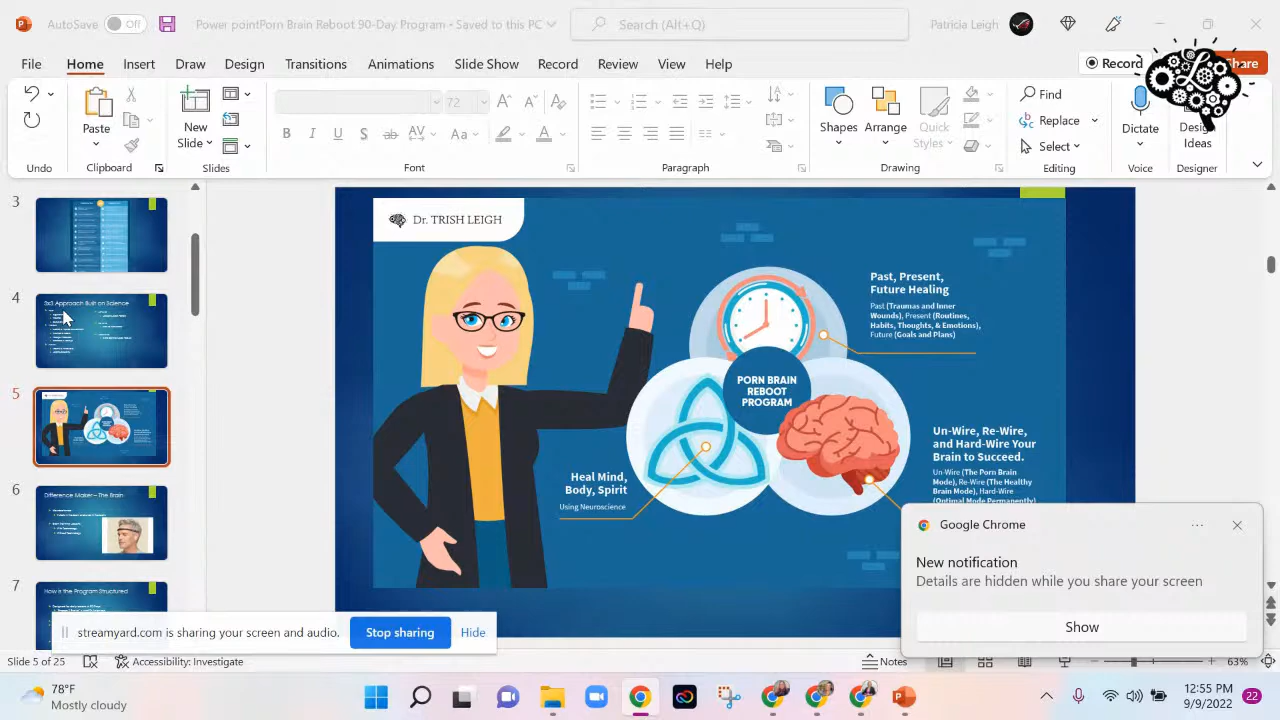 AutoSave Off
Power pointPorn Brain Reboot 90-Day Program - Saved to this PC
Search (Alt+Q)
Patricia Leigh
File Home Insert Draw Design Transitions Animations Slide Show Record Review View Help
Record
Share
Undo
Paste
Clipboard
New
Slide
Slides
72
Font
Paragraph
Shapes
Arrange
Quick
Styles
Drawing
Find
Replace
Select
Editing
Dictate
Voice
Design
Ideas
Designer
3
4
3x3 Approach Built on Science
5
6
Difference Maker—The Brain
7
How is the Program Structured
Dr. TRISH LEIGH
PORN BRAIN
REBOOT
PROGRAM
Past, Present,
Future Healing
Past (Traumas and Inner
Wounds), Present (Routines,
Habits, Thoughts, & Emotions),
Future (Goals and Plans)
Un-Wire, Re-Wire,
and Hard-Wire Your
Brain to Succeed.
Un-Wire (The Porn Brain
Mode), Re-Wire (The Healthy
Brain Mode), Hard-Wire
(Optimal Mode Permanently)
Heal Mind,
Body, Spirit
Using Neuroscience
Google Chrome
New notification
Details are hidden while you share your screen
Show
streamyard.com is sharing your screen and audio.
Stop sharing
Hide
Slide 5 of 25
Accessibility: Investigate
Notes
63%
78°F
Mostly cloudy
12:55 PM
9/9/2022
22